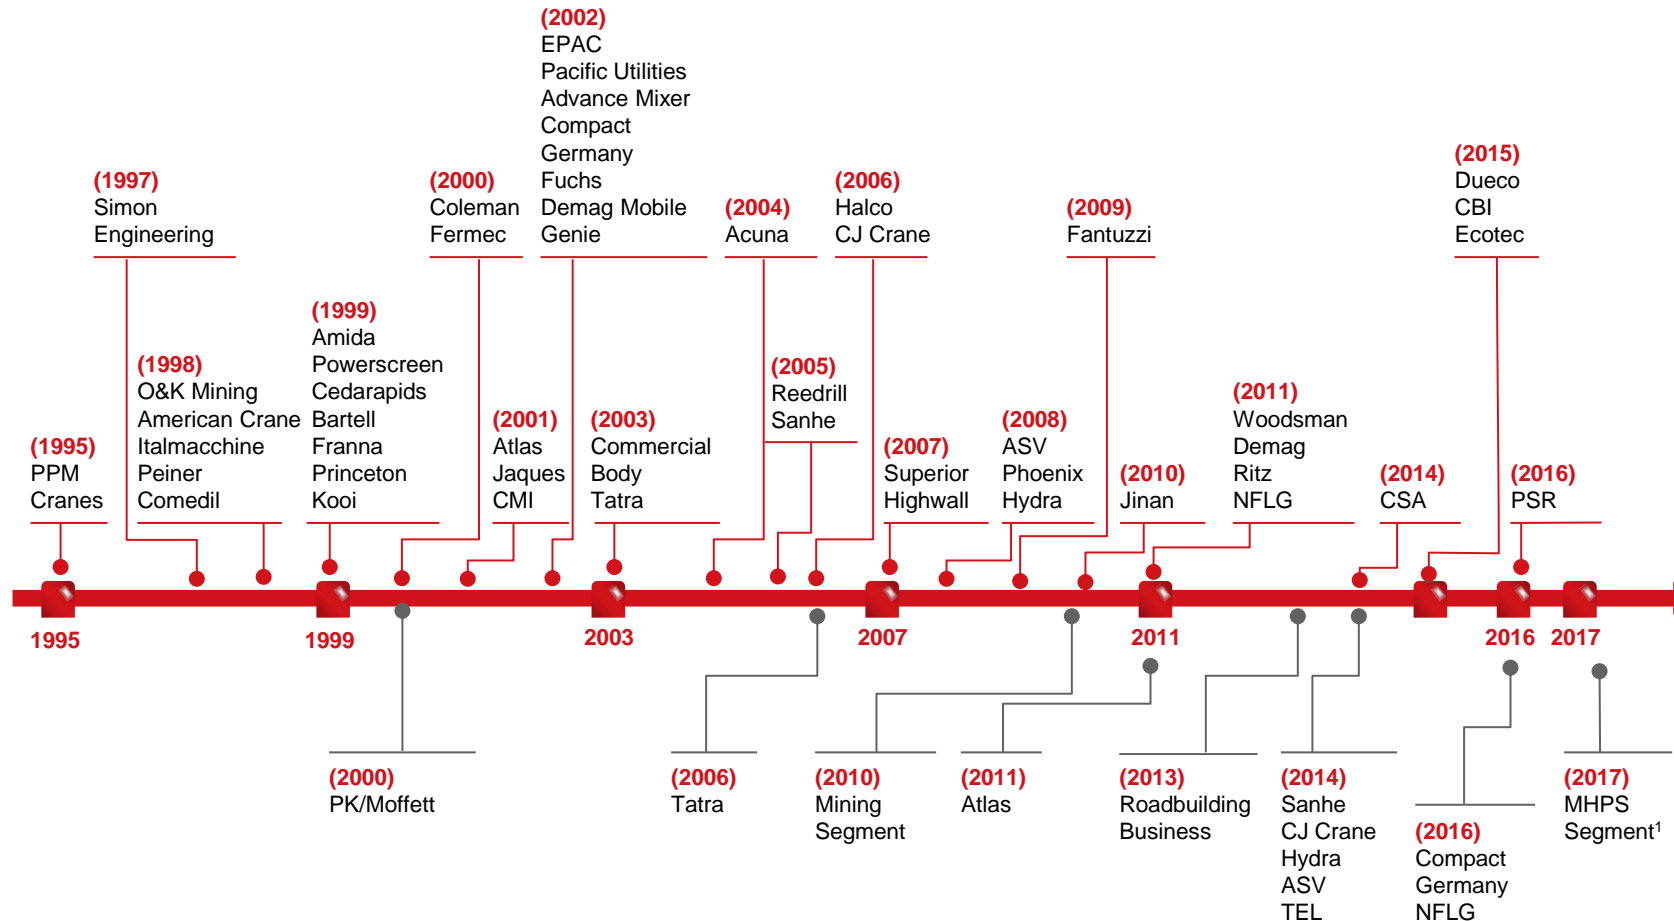 (2002)
EPAC
Pacific Utilities
Advance Mixer
Compact
Germany
Fuchs
Demag Mobile
Genie
(1997)
Simon
Engineering
(2000)
Coleman
Fermec
(2004)
Acuna
(2006)
Halco
CJ Crane
(2009)
Fantuzzi
(2015)
Dueco
CBI
Ecotec
(1995)
PPM
Cranes
(1998)
O&K Mining
American Crane
Italmacchine
Peiner
Comedil
(1999)
Amida
Powerscreen
Cedarapids
Bartell
Franna
Princeton
Kooi
(2001)
Atlas
Jaques
CMI
(2003)
Commercial
Body
Tatra
(2005)
Reedrill
Sanhe
(2007)
Superior
Highwall
(2008)
ASV
Phoenix
Hydra
(2010)
Jinan
(2011)
Woodsman
Demag
Ritz
NFLG
(2014)
CSA
(2016)
PSR
1995
1999
2003
2007
2011
2016
2017
(2000)
PK/Moffett
(2006)
Tatra
(2010)
Mining
Segment
(2011)
Atlas
(2013)
Roadbuilding
Business
(2014)
Sanhe
CJ Crane
Hydra
ASV
TEL
(2016)
Compact
Germany
NFLG
(2017)
MHPS
Segment¹